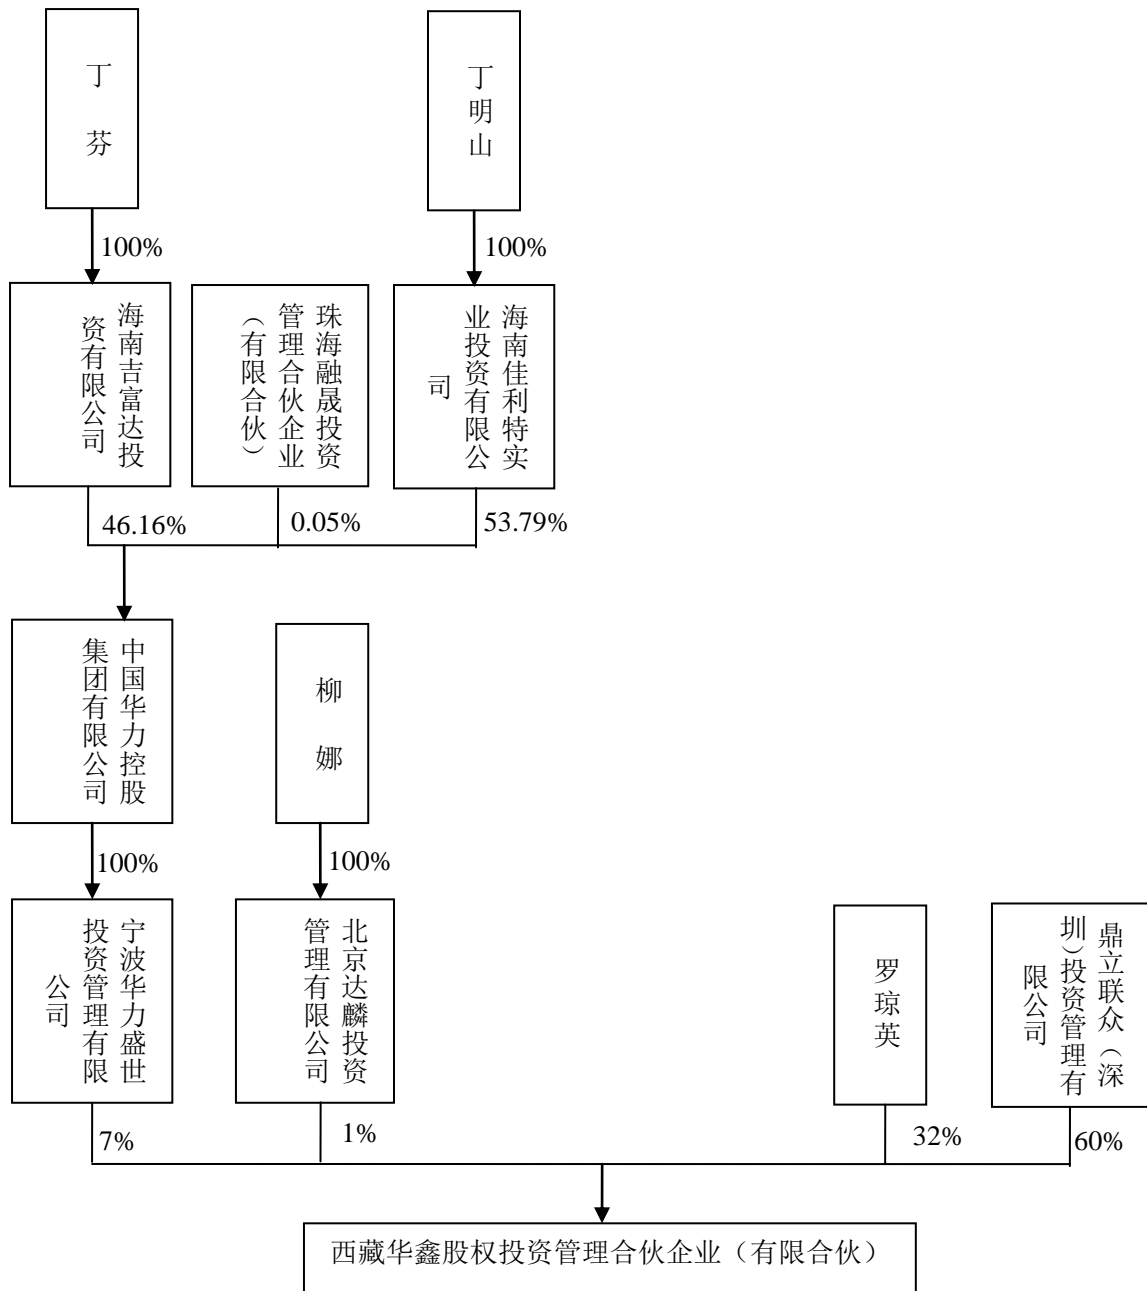 丁芬
丁明山
100%
100%
海南吉富达投
资有限公司
珠海融晟投资
管理合伙企业
（有限合伙）
海南佳利特实
业投资有限公
司
46.16%
0.05%
53.79%
中国华力控股
集团有限公司
柳娜
100%
100%
宁波华力盛世
投资管理有限
公司
北京达麟投资
管理有限公司
罗琼英
鼎立联众（深
圳）投资管理有
限公司
7%
1%
32%
60%
西藏华鑫股权投资管理合伙企业（有限合伙）